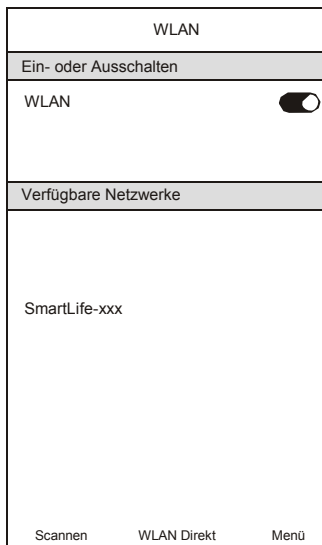 WLAN
Ein- oder Ausschalten
WLAN
Verfügbare Netzwerke
SmartLife-xxx
Scannen WLAN Direkt Menü